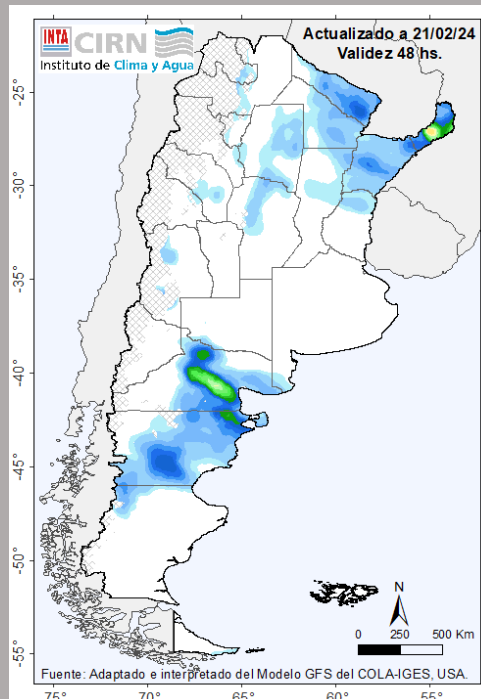 INTA CIRN
Instituto de Clima y Agua
Actualizado a 21/02/24
Validez 48 hs.
-25°
-30°
-35°
-40°
-45°
-50°
-55°
N
0 250 500 Km
Fuente: Adaptado e interpretado del Modelo GFS del COLA-IGES, USA.
75° 70° 65° 60° 55°